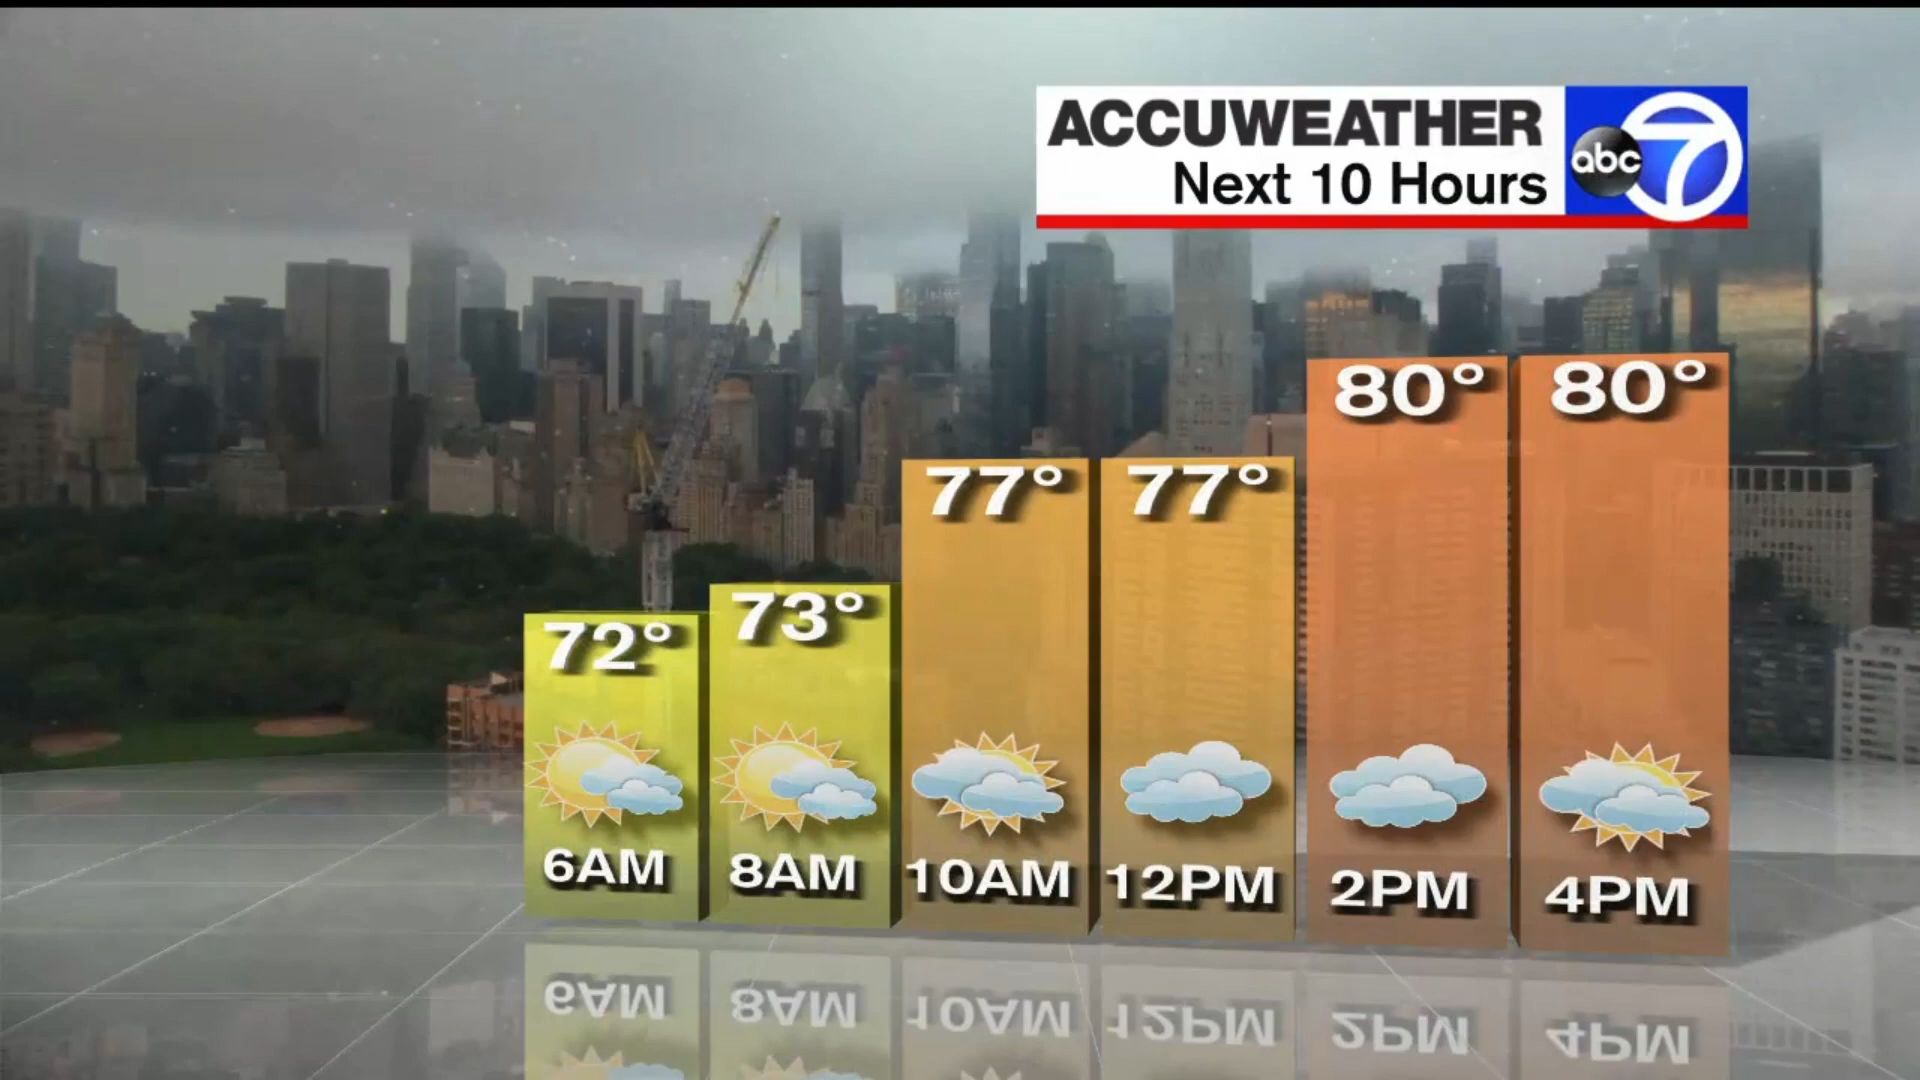 ACCUWEATHER
Next 10 Hours
abc 7
72° 73° 77° 77° 80° 80°
6AM 8AM 10AM 12PM 2PM 4PM